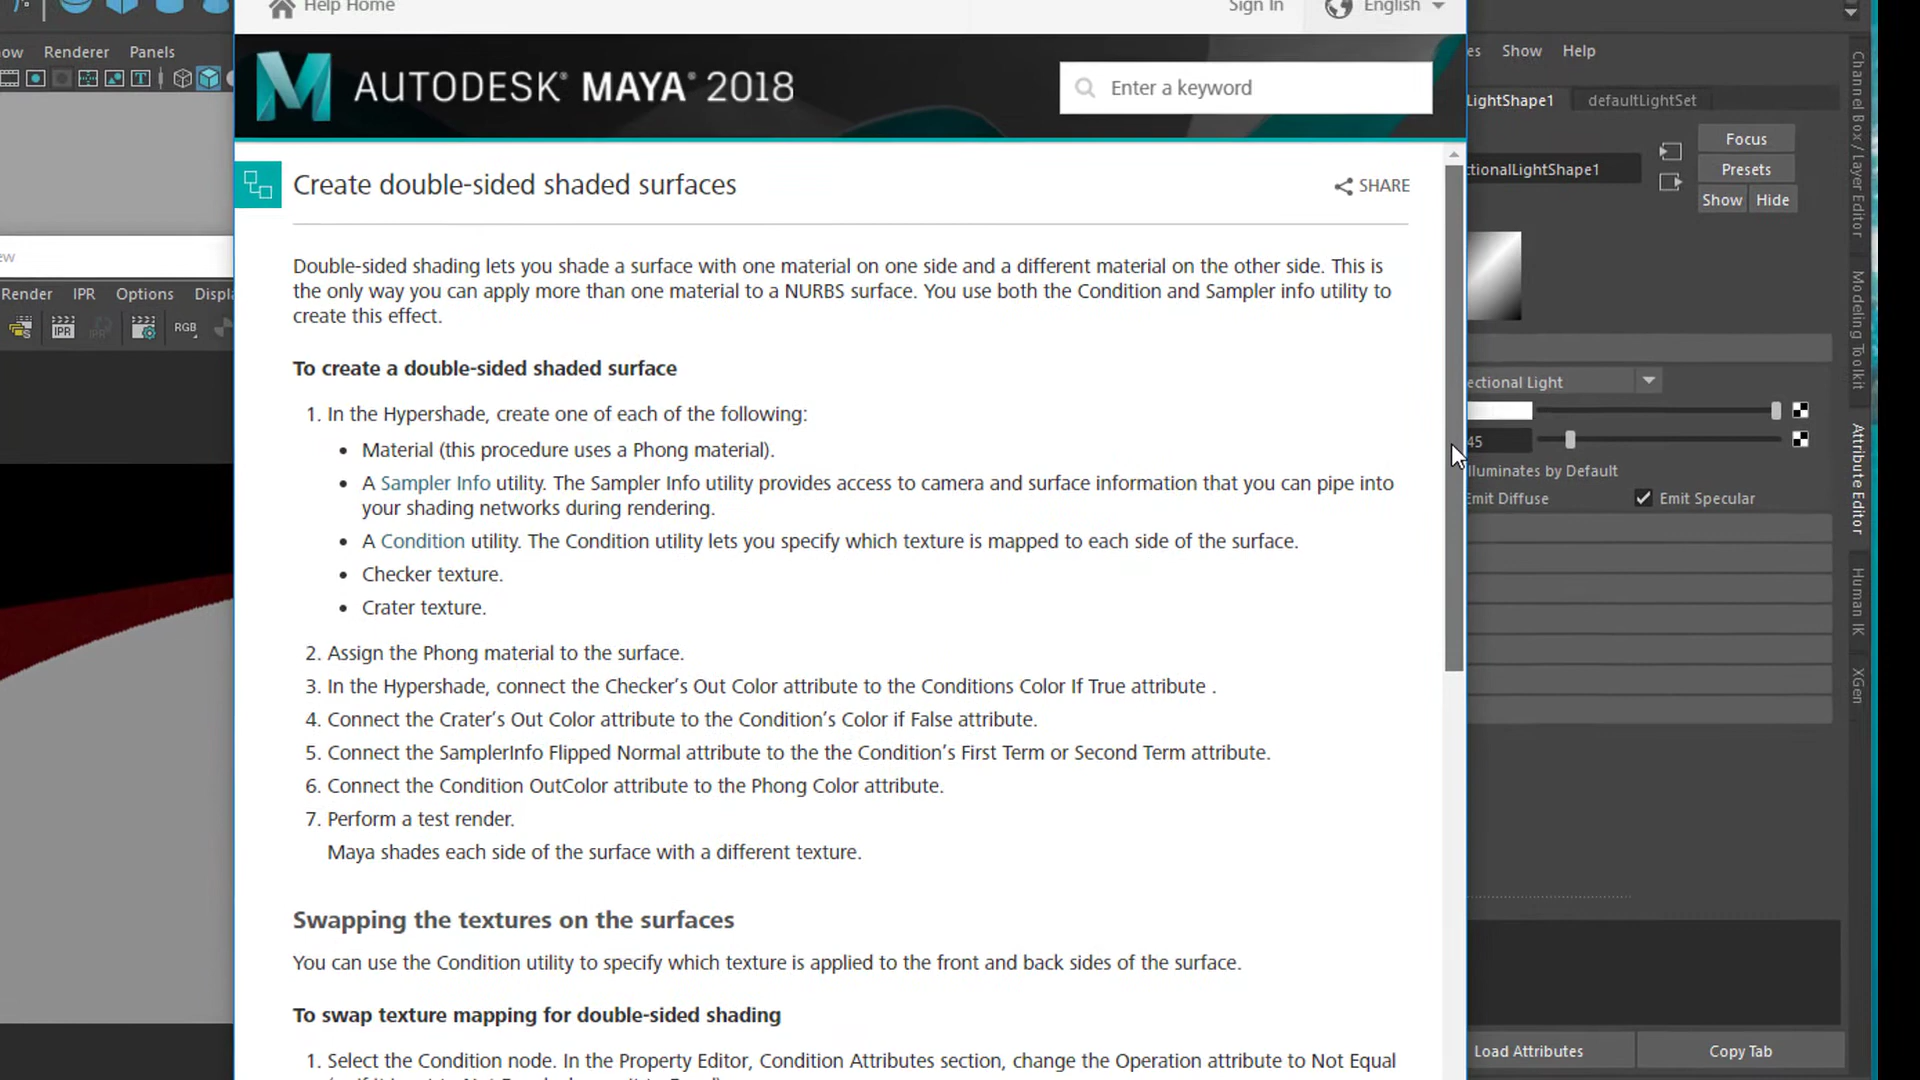 Help Home
Sign In
English
ow Renderer Panels
AUTODESK® MAYA® 2018
Enter a keyword
es Show Help
LightShape1 defaultLightSet
Focus
ctionalLightShape1
Presets
Show Hide
Create double-sided shaded surfaces
SHARE
ew
Render IPR Options Displ
IPR IPR RGB
Double-sided shading lets you shade a surface with one material on one side and a different material on the other side. This is
the only way you can apply more than one material to a NURBS surface. You use both the Condition and Sampler info utility to
create this effect.
To create a double-sided shaded surface
1. In the Hypershade, create one of each of the following:
• Material (this procedure uses a Phong material).
• A Sampler Info utility. The Sampler Info utility provides access to camera and surface information that you can pipe into
your shading networks during rendering.
• A Condition utility. The Condition utility lets you specify which texture is mapped to each side of the surface.
• Checker texture.
• Crater texture.
2. Assign the Phong material to the surface.
3. In the Hypershade, connect the Checker’s Out Color attribute to the Conditions Color If True attribute .
4. Connect the Crater’s Out Color attribute to the Condition’s Color if False attribute.
5. Connect the SamplerInfo Flipped Normal attribute to the the Condition’s First Term or Second Term attribute.
6. Connect the Condition OutColor attribute to the Phong Color attribute.
7. Perform a test render.
Maya shades each side of the surface with a different texture.
Swapping the textures on the surfaces
You can use the Condition utility to specify which texture is applied to the front and back sides of the surface.
To swap texture mapping for double-sided shading
1. Select the Condition node. In the Property Editor, Condition Attributes section, change the Operation attribute to Not Equal
ectional Light
45
lluminates by Default
Emit Diffuse Emit Specular
Load Attributes Copy Tab
Channel Box / Layer Editor
Modeling Toolkit
Attribute Editor
Human IK
XGen